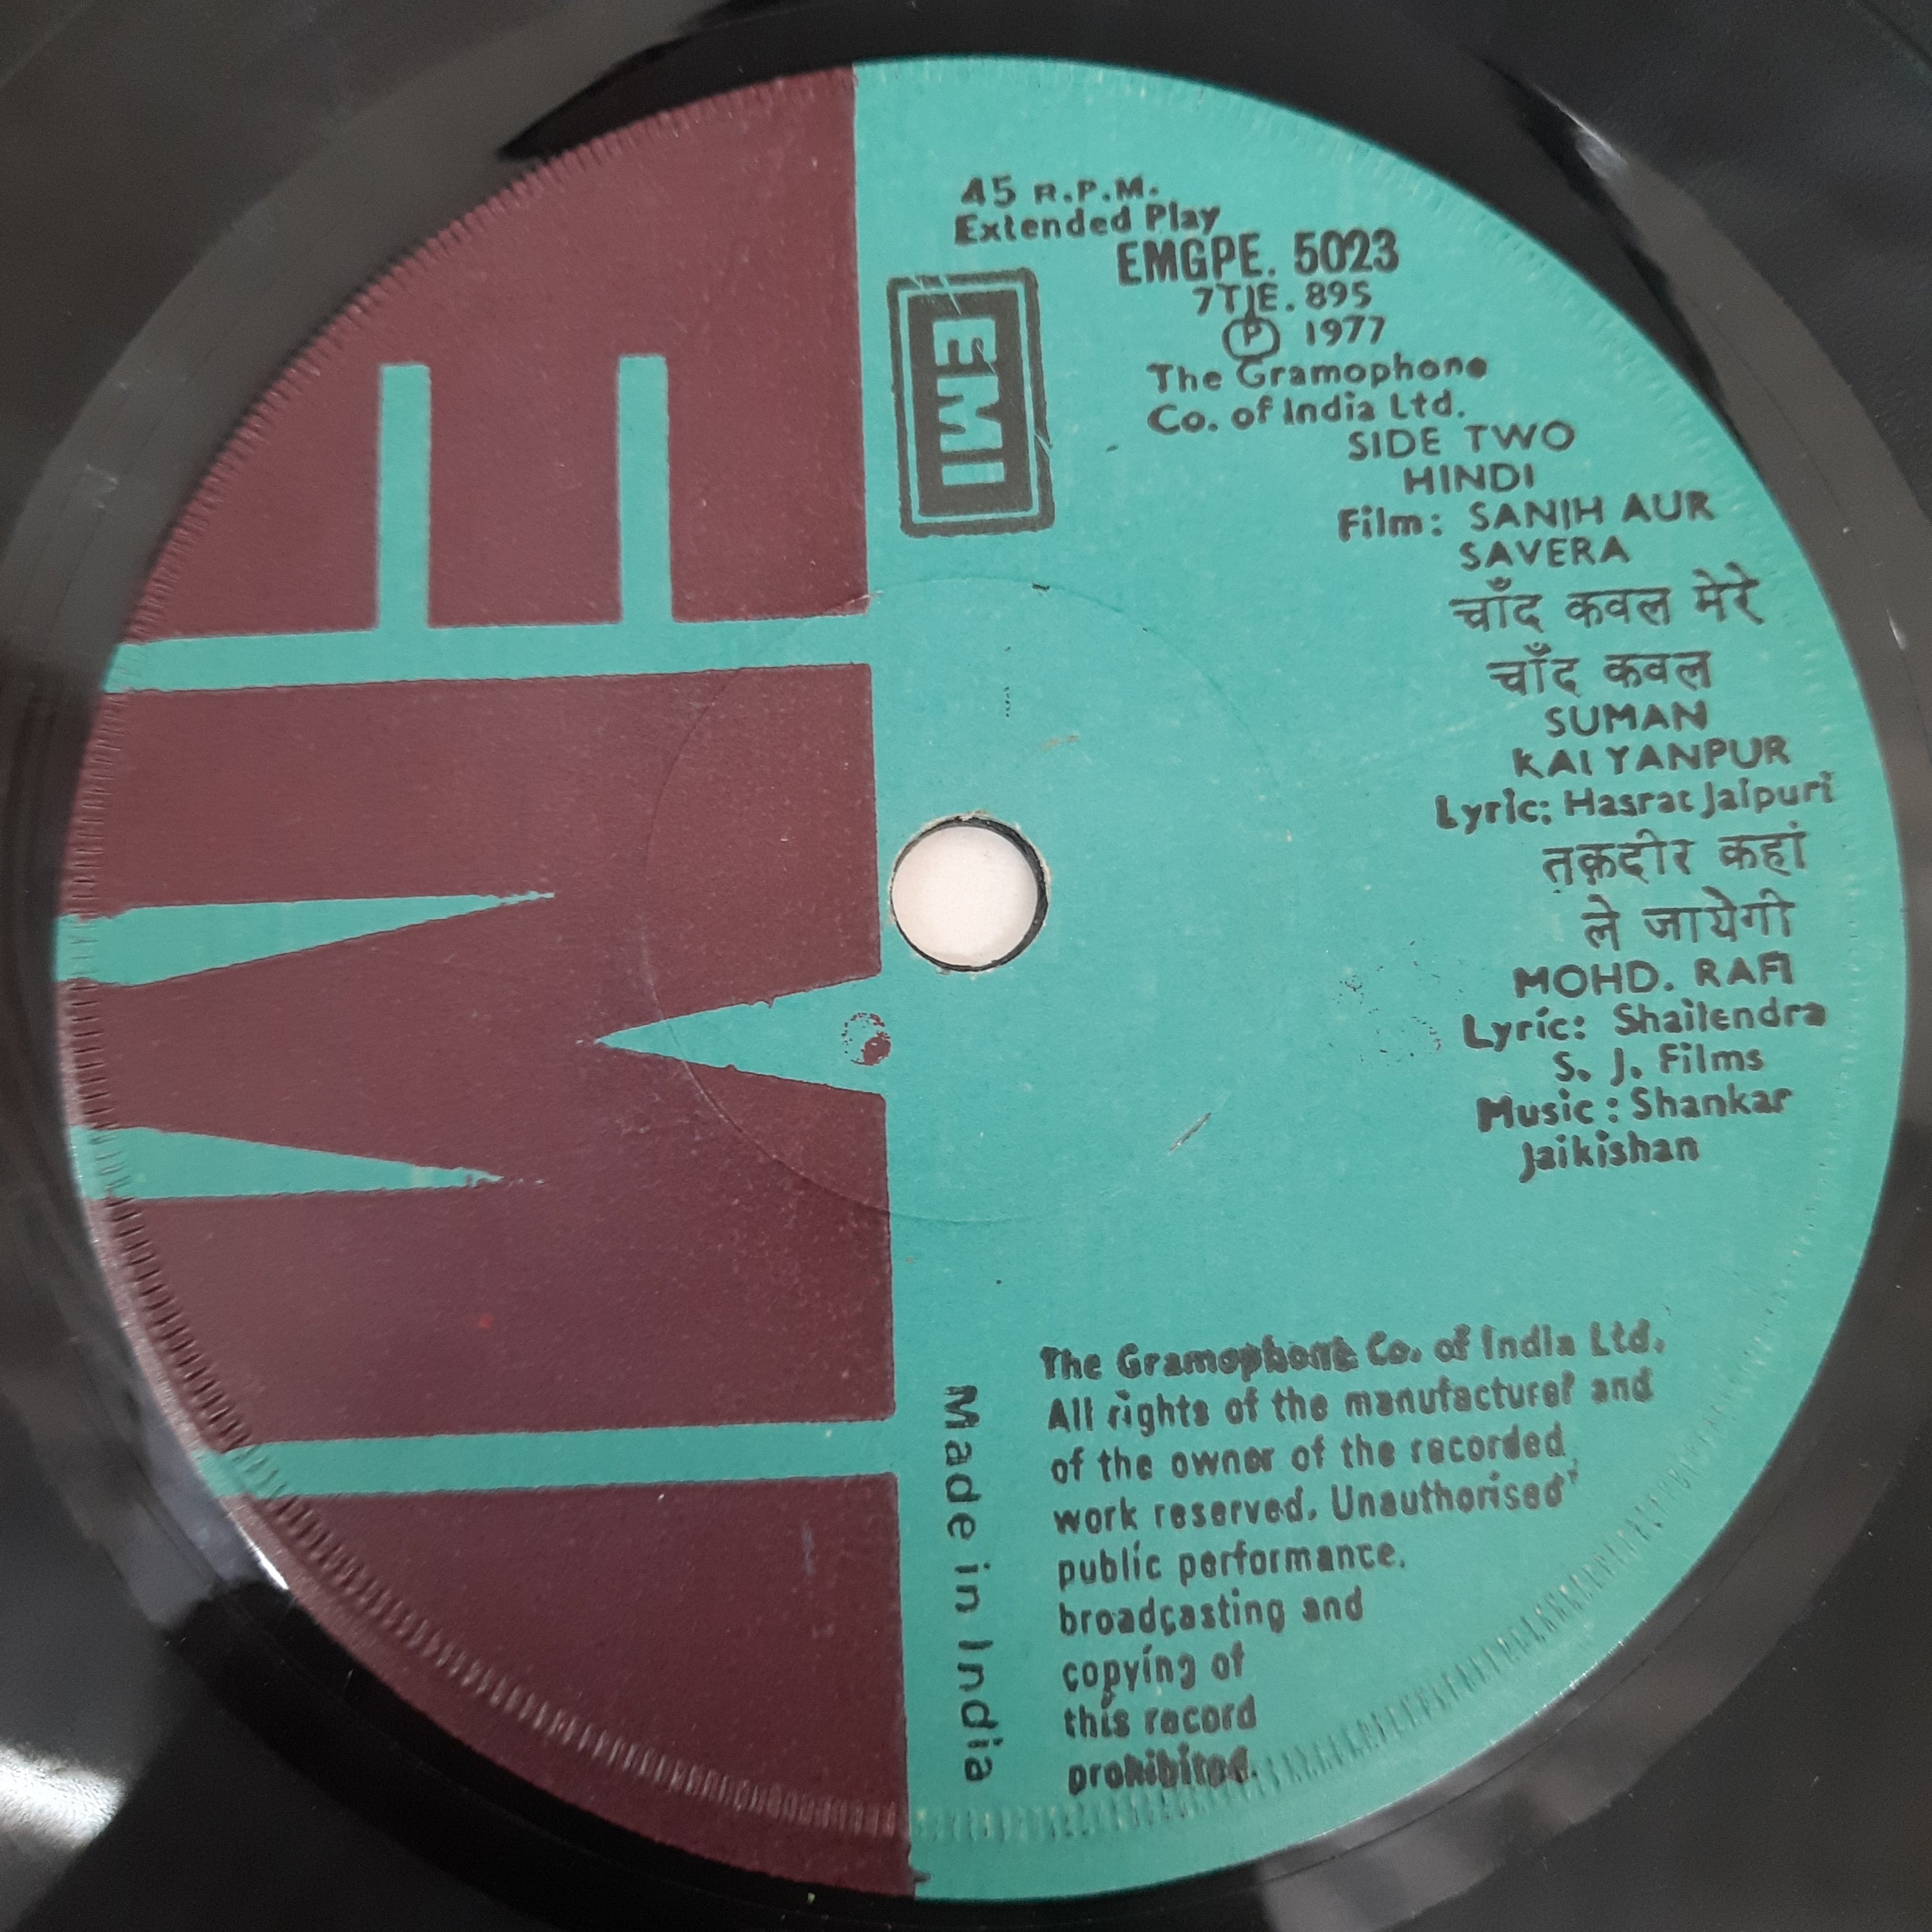 45 R.P.M.
Extended Play
EMGPE. 5023
7TJE. 895
Ⓟ 1977
The Gramophone
Co. of India Ltd.
SIDE TWO
HINDI
Film: SANJH AUR
SAVERA
चाँद कवल मेरे
चाँद कवल
SUMAN
KALYANPUR
Lyric: Hasrat Jaipuri
तक़दीर कहां
ले जायेगी
MOHD. RAFI
Lyric: Shailendra
S. J. Films
Music: Shankar
Jaikishan
EMI
EMI
The Gramophone Co. of India Ltd.
All rights of the manufacturer and
of the owner of the recorded
work reserved. Unauthorised
public performance.
broadcasting and
copying of
this record
prohibited.
Made in India